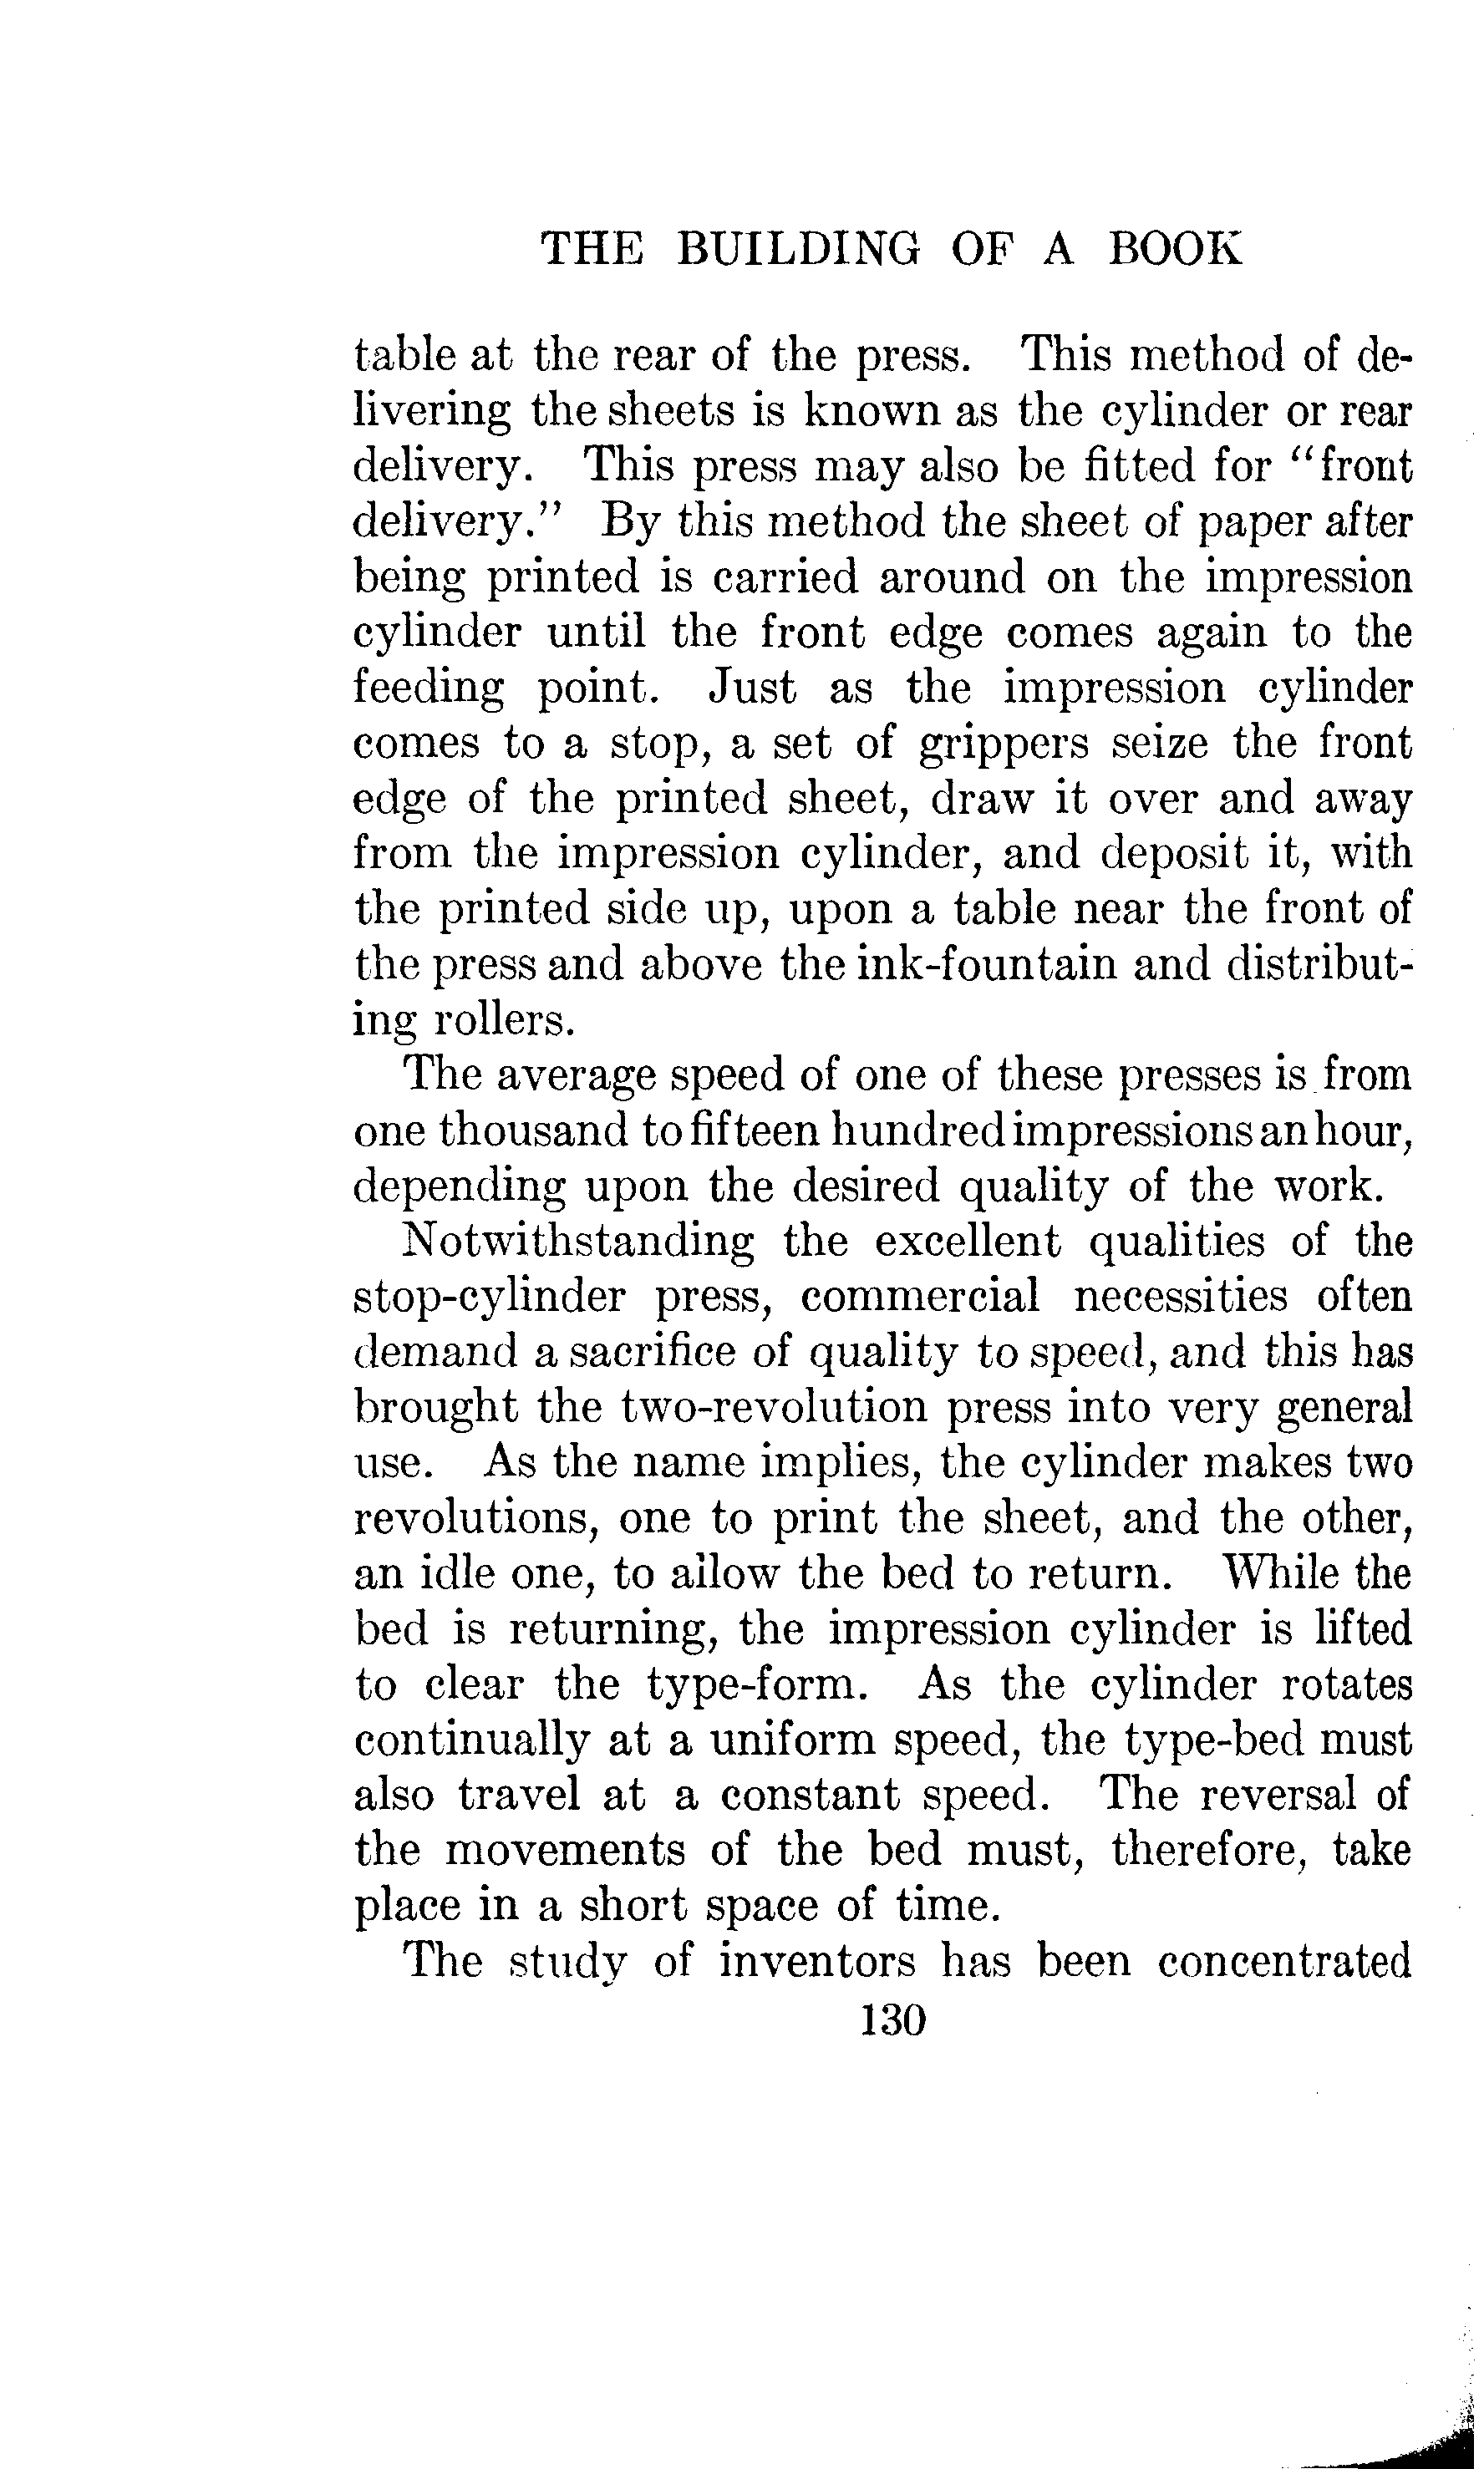 THE BUILDING OF A BOOK
table at the rear of the press. This method of de-
livering the sheets is known as the cylinder or rear
delivery. This press may also be fitted for "front
delivery." By this method the sheet of paper after
being printed is carried around on the impression
cylinder until the front edge comes again to the
feeding point. Just as the impression cylinder
comes to a stop, a set of grippers seize the front
edge of the printed sheet, draw it over and away
from the impression cylinder, and deposit it, with
the printed side up, upon a table near the front of
the press and above the ink-fountain and distribut-
ing rollers.
The average speed of one of these presses is from
one thousand to fifteen hundred impressions an hour,
depending upon the desired quality of the work.
Notwithstanding the excellent qualities of the
stop-cylinder press, commercial necessities often
demand a sacrifice of quality to speed, and this has
brought the two-revolution press into very general
use. As the name implies, the cylinder makes two
revolutions, one to print the sheet, and the other,
an idle one, to allow the bed to return. While the
bed is returning, the impression cylinder is lifted
to clear the type-form. As the cylinder rotates
continually at a uniform speed, the type-bed must
also travel at a constant speed. The reversal of
the movements of the bed must, therefore, take
place in a short space of time.
The study of inventors has been concentrated
130